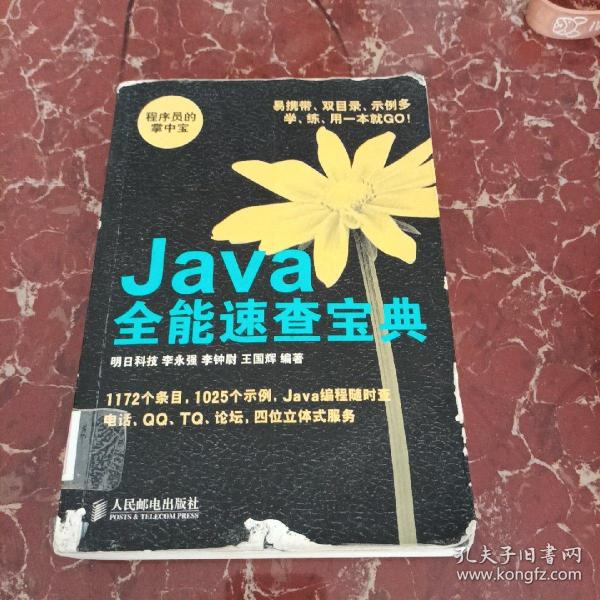 程序员的
掌中宝
易携带、双目录、示例多
学、练、用一本就GO!
Java
全能速查宝典
明日科技 李永强 李钟尉 王国辉 编著
1172个条目,1025个示例,Java编程随时查
电话、QQ、TQ、论坛,四位立体式服务
人民邮电出版社
POSTS & TELECOM PRESS
孔夫子旧书网
www.kongfz.com